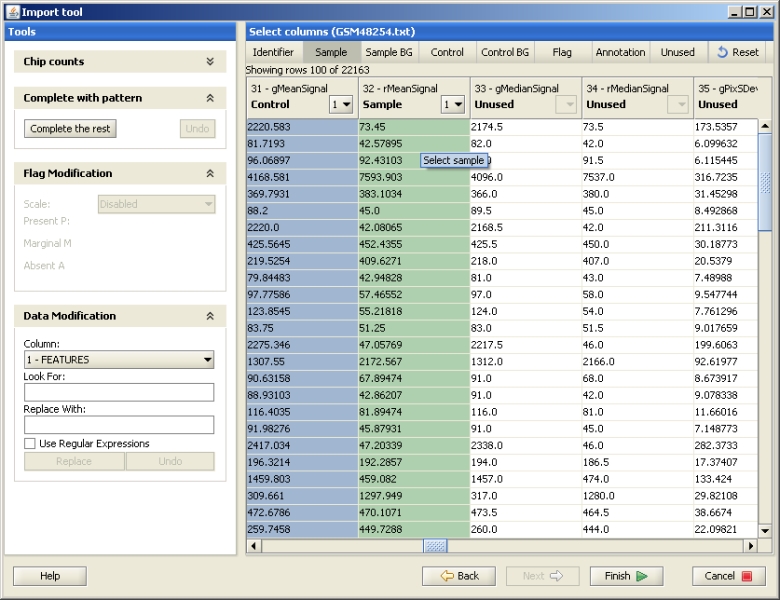 Import tool
Tools
Chip counts
Complete with pattern
Complete the rest Undo
Flag Modification
Scale: Disabled
Present P:
Marginal M
Absent A
Data Modification
Column:
1 - FEATURES
Look For:
Replace With:
Use Regular Expressions
Replace Undo
Select columns (GSM48254.txt)
Identifier Sample Sample BG Control Control BG Flag Annotation Unused Reset
Showing rows 100 of 22163
31 - gMeanSignal 32 - rMeanSignal 33 - gMedianSignal 34 - rMedianSignal 35 - gPixSDev
Control 1 Sample 1 Unused Unused Unused
2220.583 73.45 2174.5 73.5 173.5357
81.7193 42.57895 82.0 42.0 6.099632
96.06897 92.43103 91.5 6.115445
Select sample
4168.581 7593.903 4096.0 7537.0 316.7235
369.7931 383.1034 366.0 380.0 31.45298
88.2 45.0 89.5 45.0 8.492868
2220.0 42.08065 2168.5 42.0 211.3116
425.5645 452.4355 425.5 450.0 30.18773
219.5254 409.6271 218.0 407.0 20.5379
79.84483 42.94828 81.0 43.0 7.48988
97.77586 57.46552 97.0 58.0 9.547744
123.8545 55.21818 124.0 54.0 7.761296
83.75 51.25 83.0 51.5 9.017659
2275.346 47.05769 2217.5 46.0 199.6063
1307.55 2172.567 1312.0 2166.0 92.61977
90.63158 67.89474 91.0 68.0 8.673917
88.93103 42.86207 91.0 42.0 9.078338
116.4035 81.89474 116.0 81.0 11.66016
91.98276 45.87931 91.0 45.0 7.148773
2417.034 47.20339 2338.0 46.0 282.3733
196.3214 192.2857 194.0 186.5 17.37407
1459.803 459.082 1457.0 474.0 133.424
309.661 1297.949 317.0 1280.0 29.82108
472.6786 470.1071 473.5 464.5 38.6674
259.7458 449.7288 260.0 444.0 22.09821
Help Back Next Finish Cancel